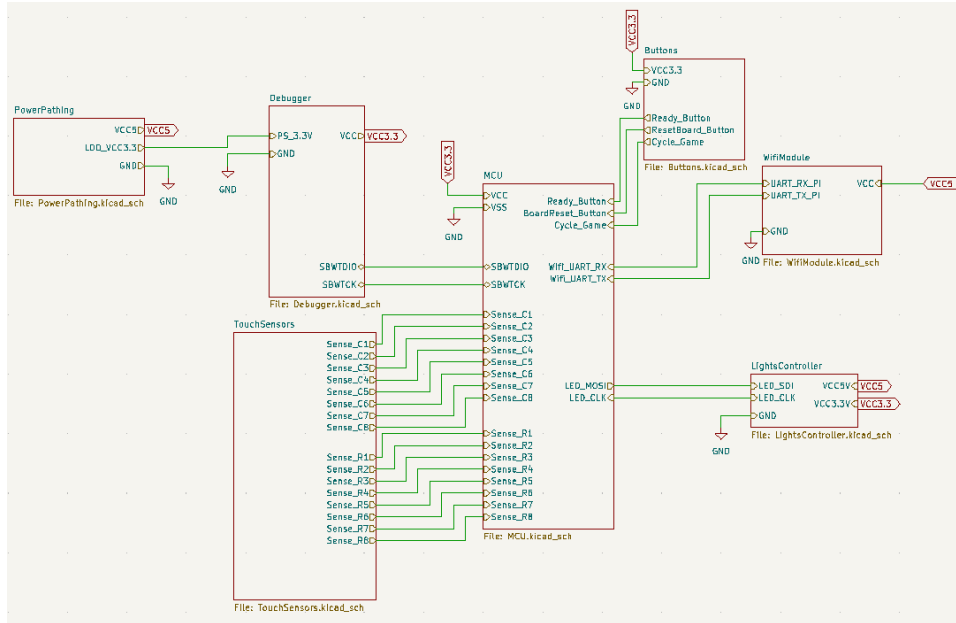 PowerPathing
VCC5
VCC5
LDO_VCC3.3
GND
GND
File: PowerPathing.kicad_sch
Debugger
PS_3.3V
VCC
VCC3.3
GND
GND
SBWTDIO
SBWTCK
File: Debugger.kicad_sch
VCC3.3
GND
MCU
VCC
VSS
Ready_Button
BoardReset_Button
Cycle_Game
SBWTDIO
Wifi_UART_RX
Wifi_UART_TX
SBWTCK
Sense_C1
Sense_C2
Sense_C3
Sense_C4
Sense_C5
Sense_C6
Sense_C7
Sense_C8
LED_MOSI
LED_CLK
Sense_R1
Sense_R2
Sense_R3
Sense_R4
Sense_R5
Sense_R6
Sense_R7
Sense_R8
File: MCU.kicad_sch
VCC3.3
GND
Buttons
VCC3.3
GND
Ready_Button
ResetBoard_Button
Cycle_Game
File: Buttons.kicad_sch
WifiModule
UART_RX_PI
VCC
VCC5
UART_TX_PI
GND
GND
File: WifiModule.kicad_sch
TouchSensors
Sense_C1
Sense_C2
Sense_C3
Sense_C4
Sense_C5
Sense_C6
Sense_C7
Sense_C8
Sense_R1
Sense_R2
Sense_R3
Sense_R4
Sense_R5
Sense_R6
Sense_R7
Sense_R8
File: TouchSensors.kicad_sch
LightsController
LED_SDI
VCC5V
VCC5
LED_CLK
VCC3.3V
VCC3.3
GND
GND
File: LightsController.kicad_sch